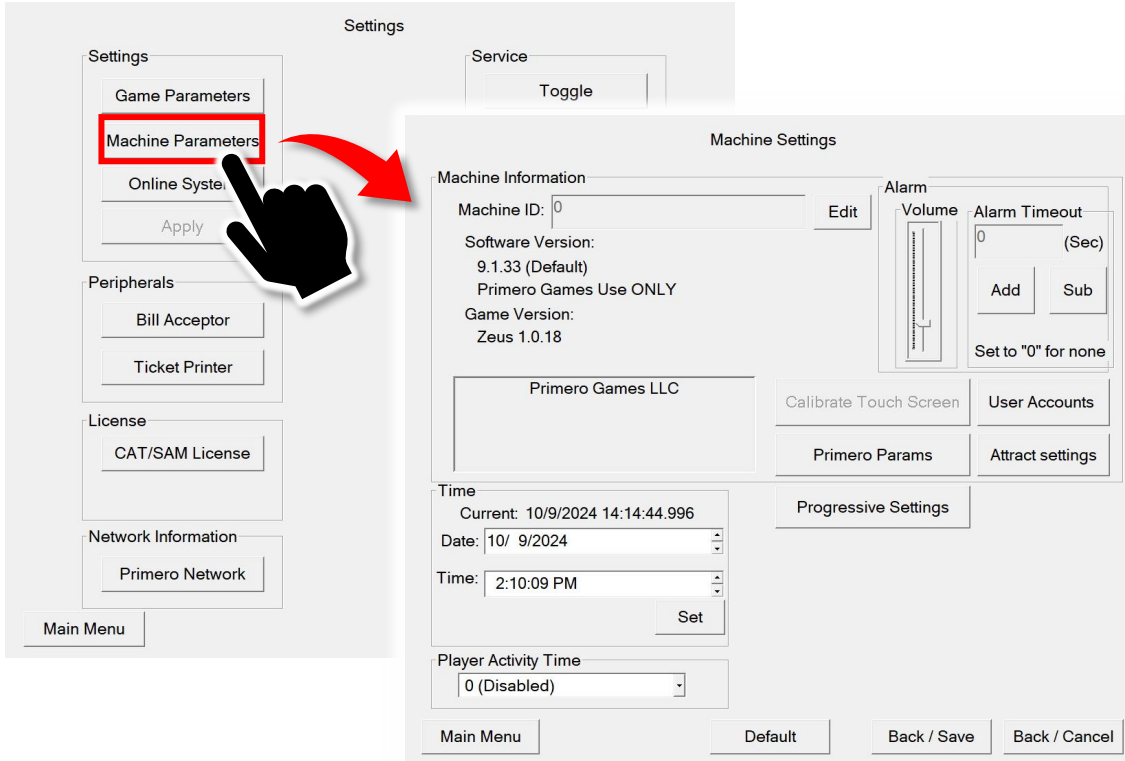 Settings
Settings
Game Parameters
Machine Parameters
Online
Apply
Peripherals
Bill Acceptor
Ticket Printer
License
CAT/SAM License
Network Information
Primero Network
Main Menu
Service
Toggle
Machine Settings
Machine Information
Machine ID: 0 Edit
Software Version:
9.1.33 (Default)
Primero Games Use ONLY
Game Version:
Zeus 1.0.18
Primero Games LLC
Alarm
Volume
Alarm Timeout
0 (Sec)
Add Sub
Set to "0" for none
Calibrate Touch Screen User Accounts
Primero Params Attract settings
Progressive Settings
Time
Current: 10/9/2024 14:14:44.996
Date: 10/ 9/2024
Time: 2:10:09 PM
Set
Player Activity Time
0 (Disabled)
Main Menu Default Back / Save Back / Cancel